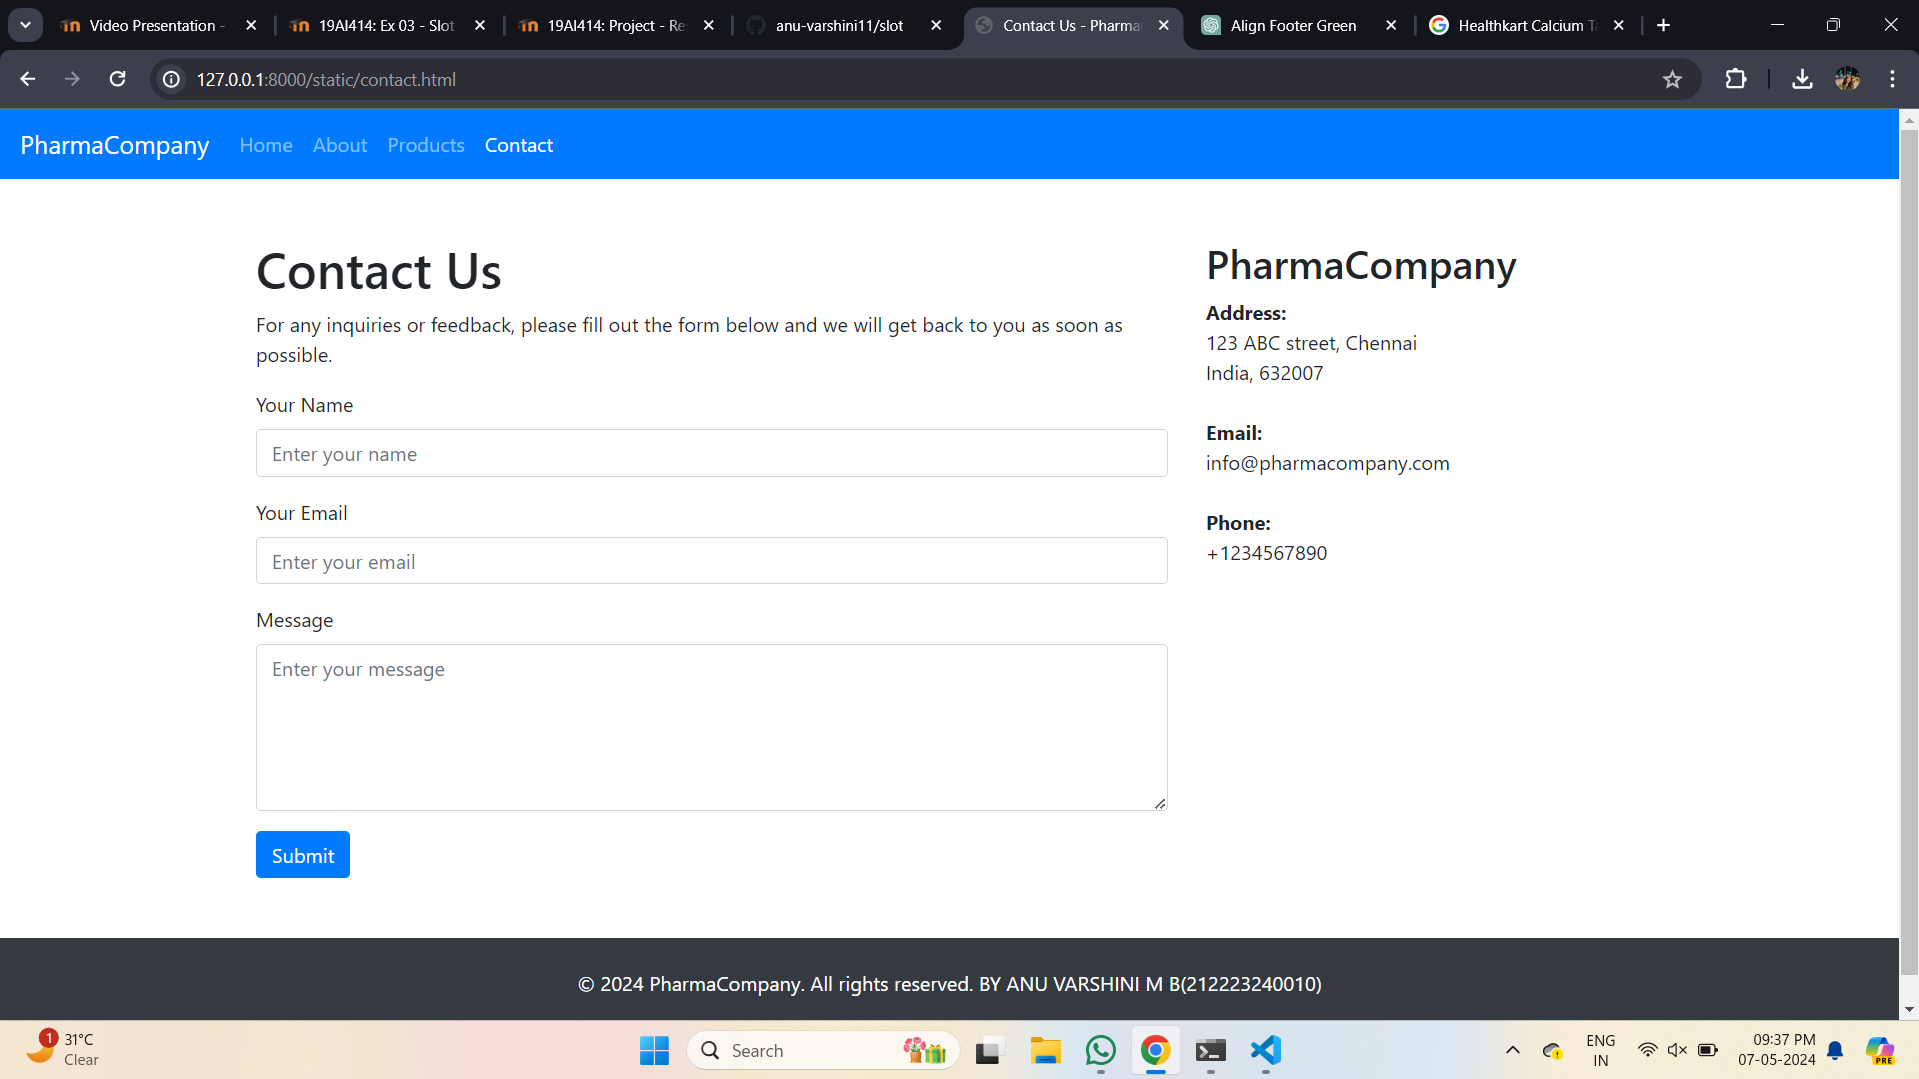 Video Presentation -
19AI414: Ex 03 - Slot
19AI414: Project - Re
anu-varshini11/slot
Contact Us - Pharma
Align Footer Green
Healthkart Calcium T
127.0.0.1:8000/static/contact.html
PharmaCompany Home About Products Contact
Contact Us
For any inquiries or feedback, please fill out the form below and we will get back to you as soon as
possible.
Your Name
Enter your name
Your Email
Enter your email
Message
Enter your message
Submit
PharmaCompany
Address:
123 ABC street, Chennai
India, 632007
Email:
info@pharmacompany.com
Phone:
+1234567890
© 2024 PharmaCompany. All rights reserved. BY ANU VARSHINI M B(212223240010)
1
31°C
Clear
Search
ENG
IN
09:37 PM
07-05-2024
PRE